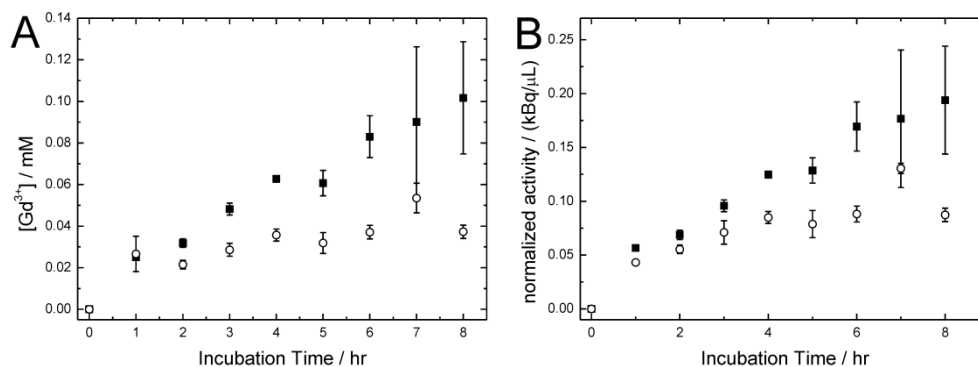 A
[Gd³⁺] / mM
0.14
0.12
0.10
0.08
0.06
0.04
0.02
0.00
0 1 2 3 4 5 6 7 8
Incubation Time / hr
B
normalized activity / (kBq/μL)
0.25
0.20
0.15
0.10
0.05
0.00
0 2 4 6 8
Incubation Time / hr